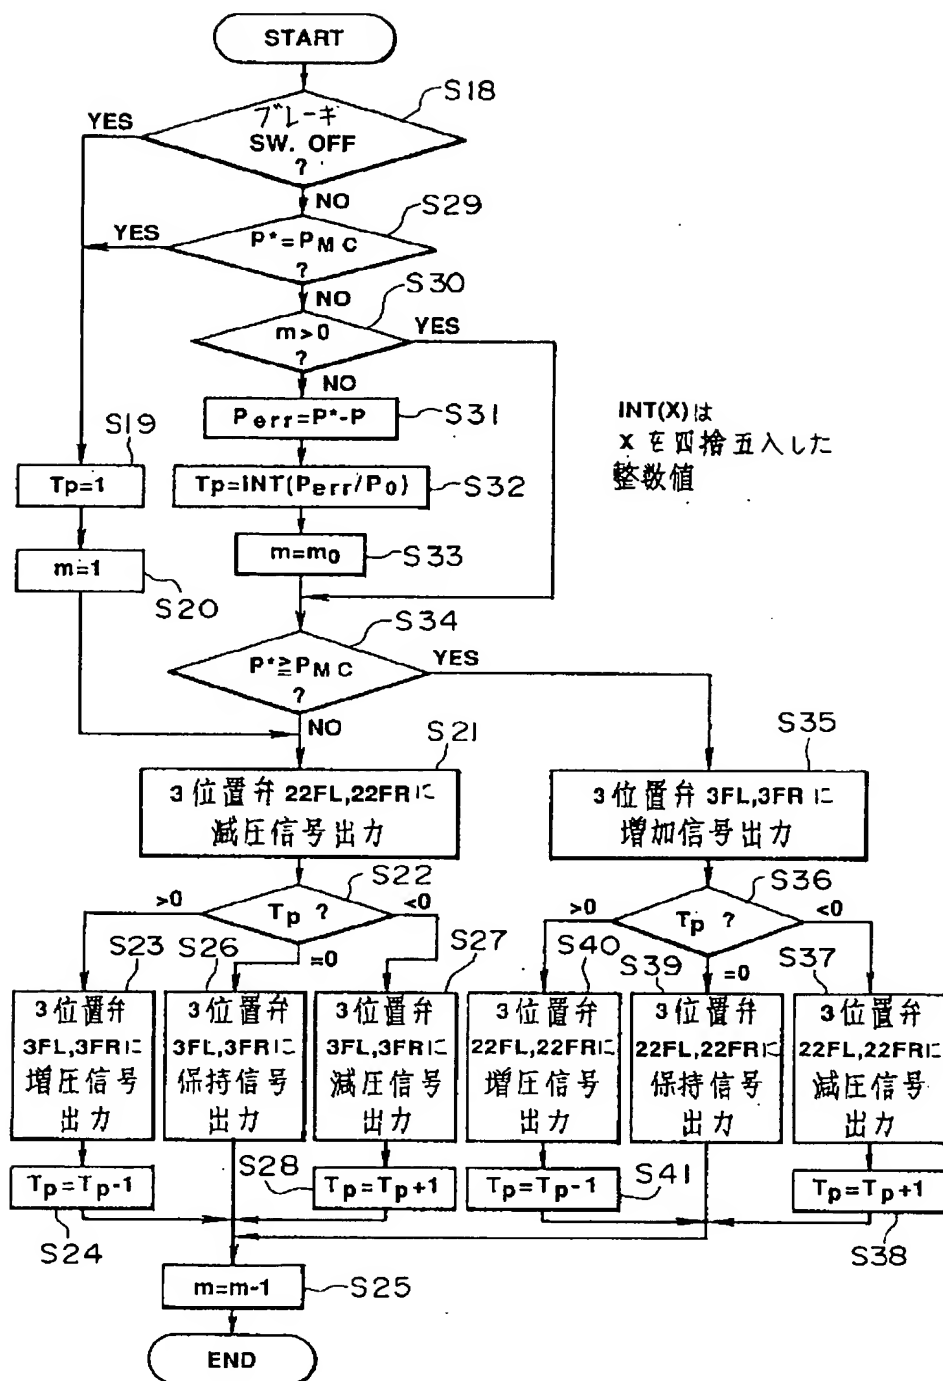 START
S18
ブレーキ
SW. OFF
?
YES
NO
S29
P*=PMC
?
YES
NO
S30
m>0
?
YES
NO
Perr=P*-P
S31
INT(X)は
X を四捨五入した
整数値
S19
Tp=1
Tp=INT(Perr/P0)
S32
m=m0
S33
m=1
S20
S34
P*≧PMC
?
YES
NO
S21
3 位置弁 22FL,22FRに
減圧信号出力
S35
3 位置弁 3FL,3FRに
増加信号出力
S22
Tp ?
>0
<0
=0
S36
Tp ?
>0
<0
=0
S23
3 位置弁
3FL,3FRに
増圧信号
出力
S26
3 位置弁
3FL,3FRに
保持信号
出力
S27
3 位置弁
3FL,3FRに
減圧信号
出力
S40
3 位置弁
22FL,22FRに
増圧信号
出力
S39
3 位置弁
22FL,22FRに
保持信号
出力
S37
3 位置弁
22FL,22FRに
減圧信号
出力
Tp=Tp-1
S24
S28
Tp=Tp+1
Tp=Tp-1
S41
Tp=Tp+1
S38
m=m-1
S25
END